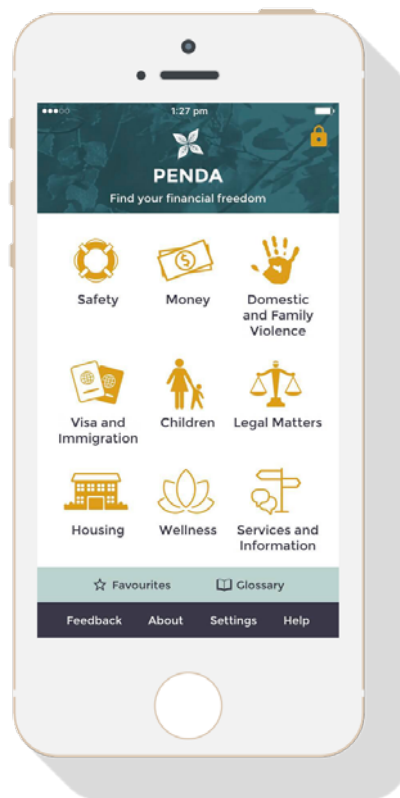 1:27 pm
PENDA
Find your financial freedom
Safety
Money
Domestic
and Family
Violence
Visa and
Immigration
Children
Legal Matters
Housing
Wellness
Services and
Information
Favourites
Glossary
Feedback
About
Settings
Help